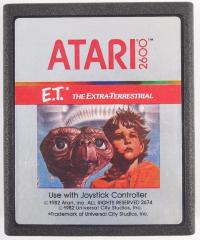 ATARI® 2600™
E.T.* THE EXTRA-TERRESTRIAL
Use with Joystick Controller
©1982 Atari, Inc. ALL RIGHTS RESERVED 2674
©1982 Universal City Studios, Inc.
*Trademark of Universal City Studios, Inc.